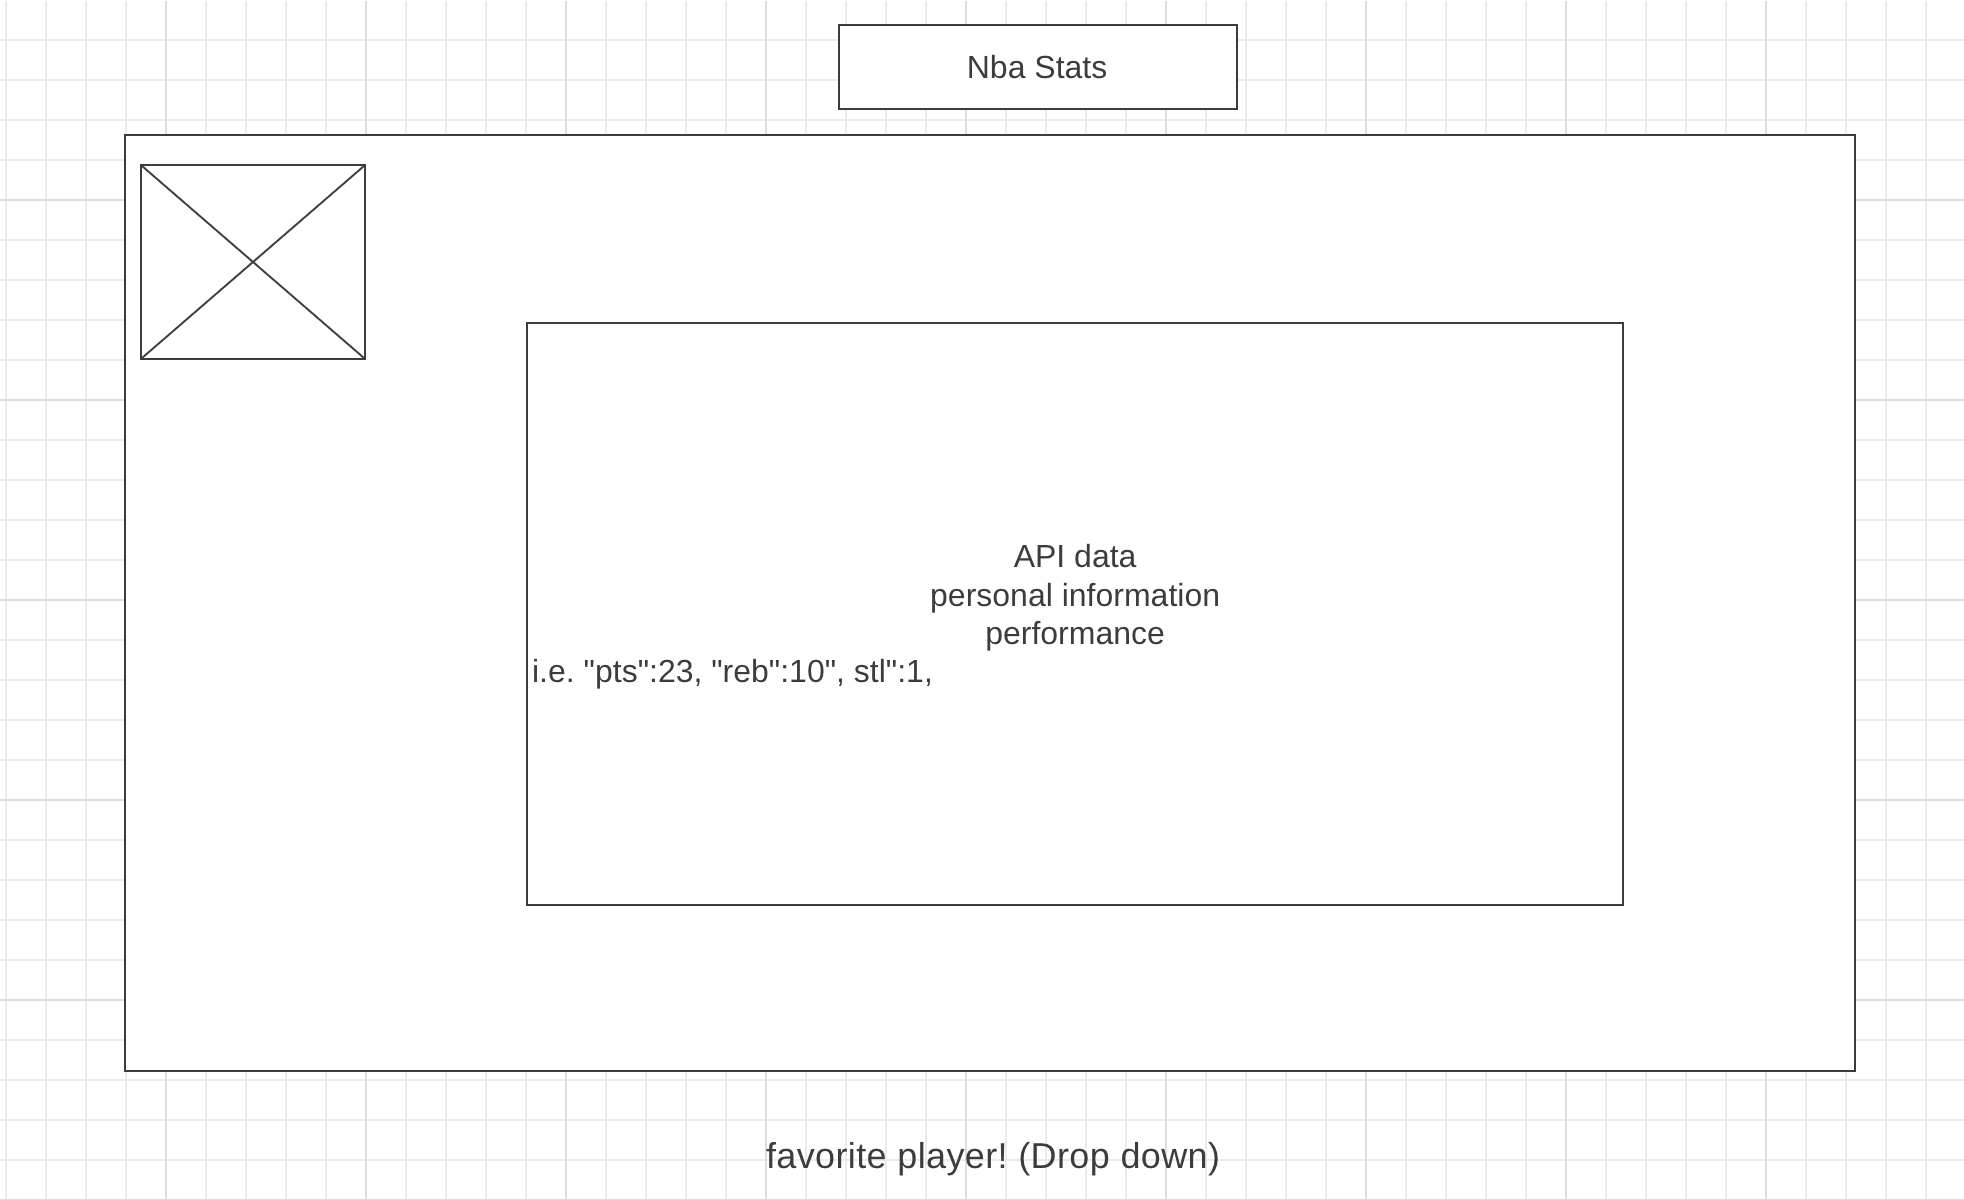 Nba Stats
API data
personal information
performance
i.e. "pts":23, "reb":10", stl":1,
favorite player! (Drop down)